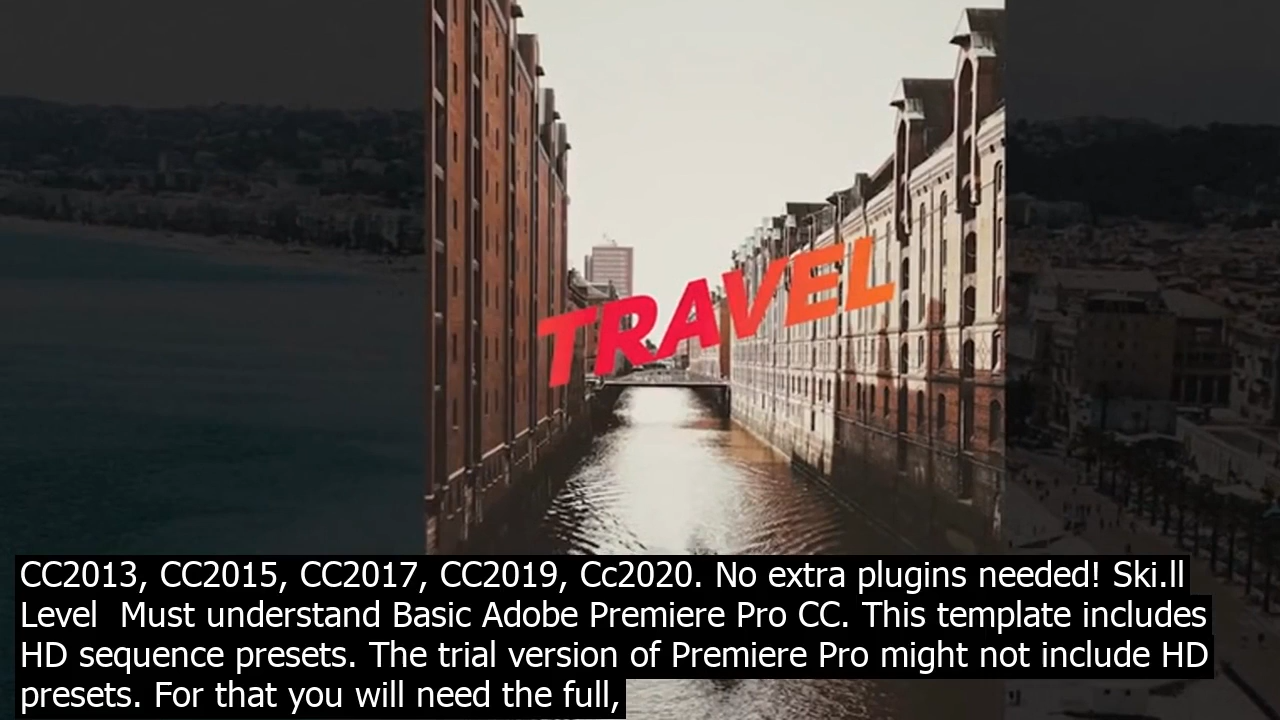 TRAVEL
CC2013, CC2015, CC2017, CC2019, Cc2020. No extra plugins needed! Ski.ll
Level  Must understand Basic Adobe Premiere Pro CC. This template includes
HD sequence presets. The trial version of Premiere Pro might not include HD
presets. For that you will need the full,